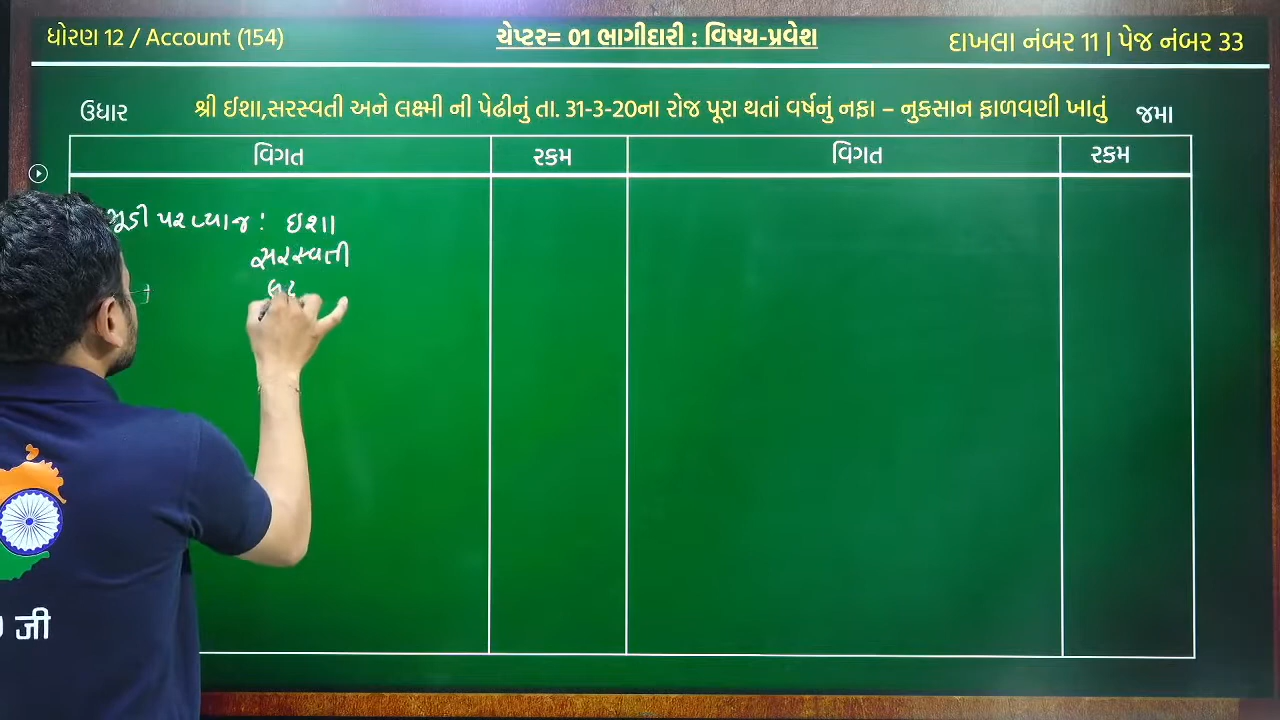 ધોરણ 12 / Account (154)
ચેપ્ટર= 01 ભાગીદારી : વિષય-પ્રવેશ
દાખલા નંબર 11 | પેજ નંબર 33
ઉધાર
શ્રી ઈશા,સરસ્વતી અને લક્ષ્મી ની પેઢીનું તા. 31-3-20ના રોજ પૂરા થતાં વર્ષનું નફા – નુકસાન ફાળવણી ખાતું
જમા
વિગત રકમ વિગત રકમ
પર વ્યાજ : ઇશા
સરસ્વતી
जी